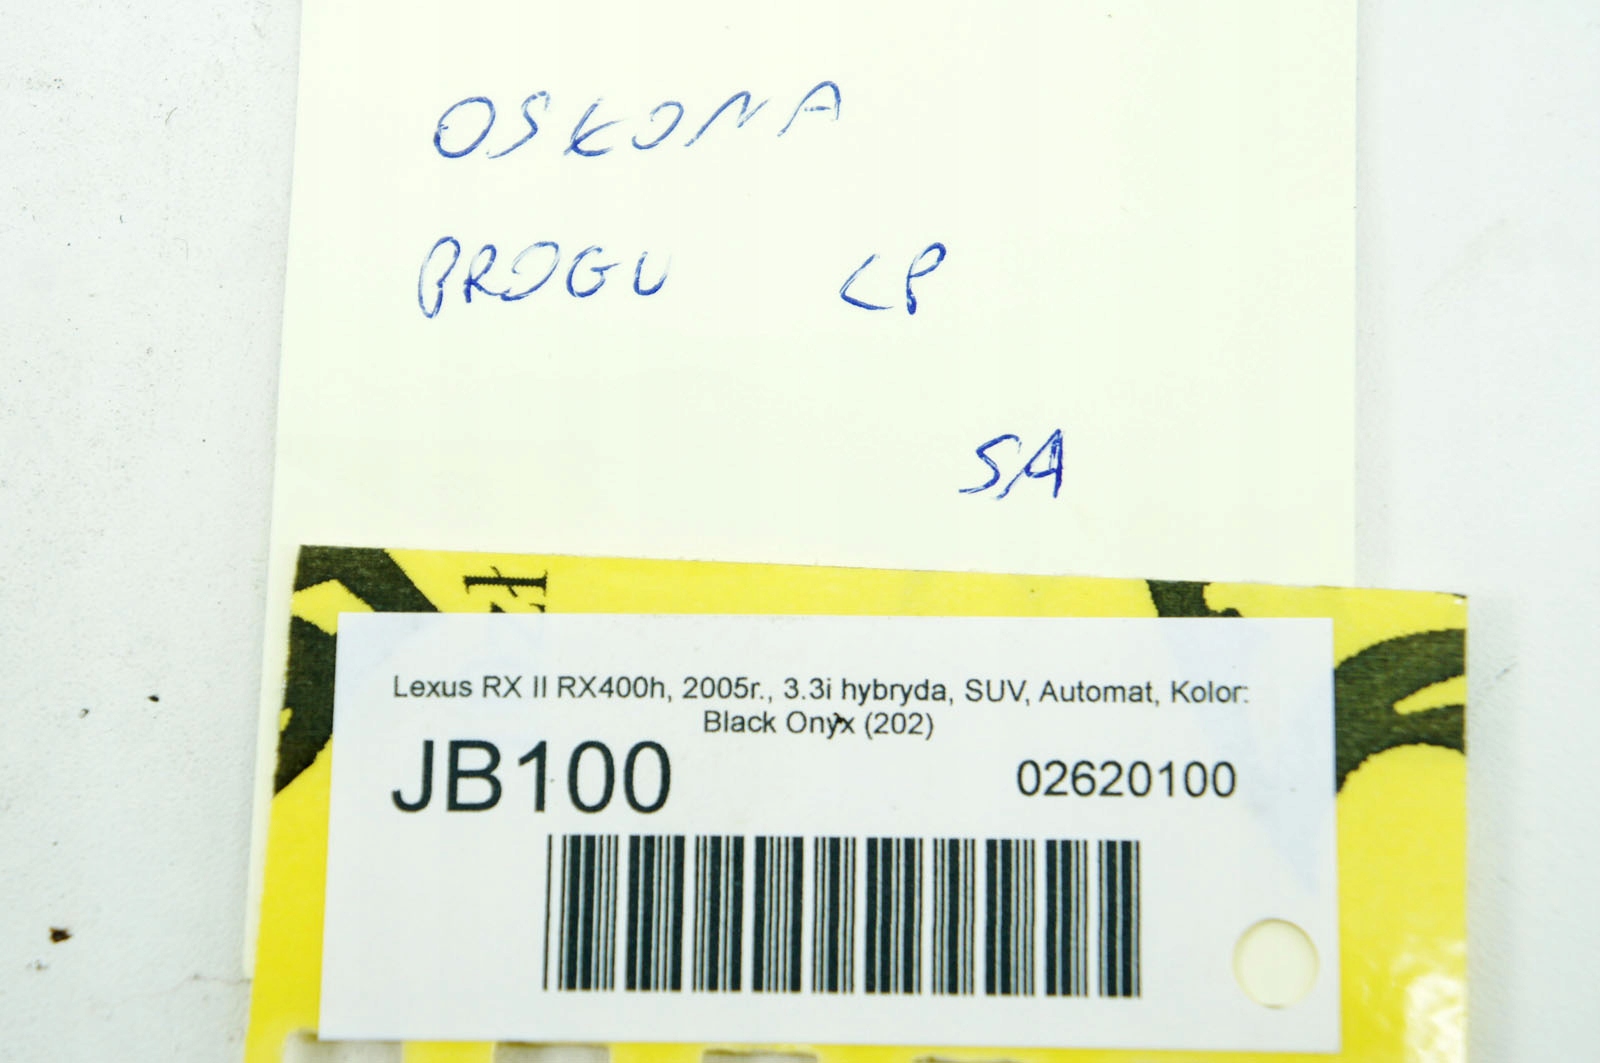 OSŁONA
PROGU LP
SA
Lexus RX II RX400h, 2005r., 3.3i hybryda, SUV, Automat, Kolor:
Black Onyx (202)
JB100 02620100